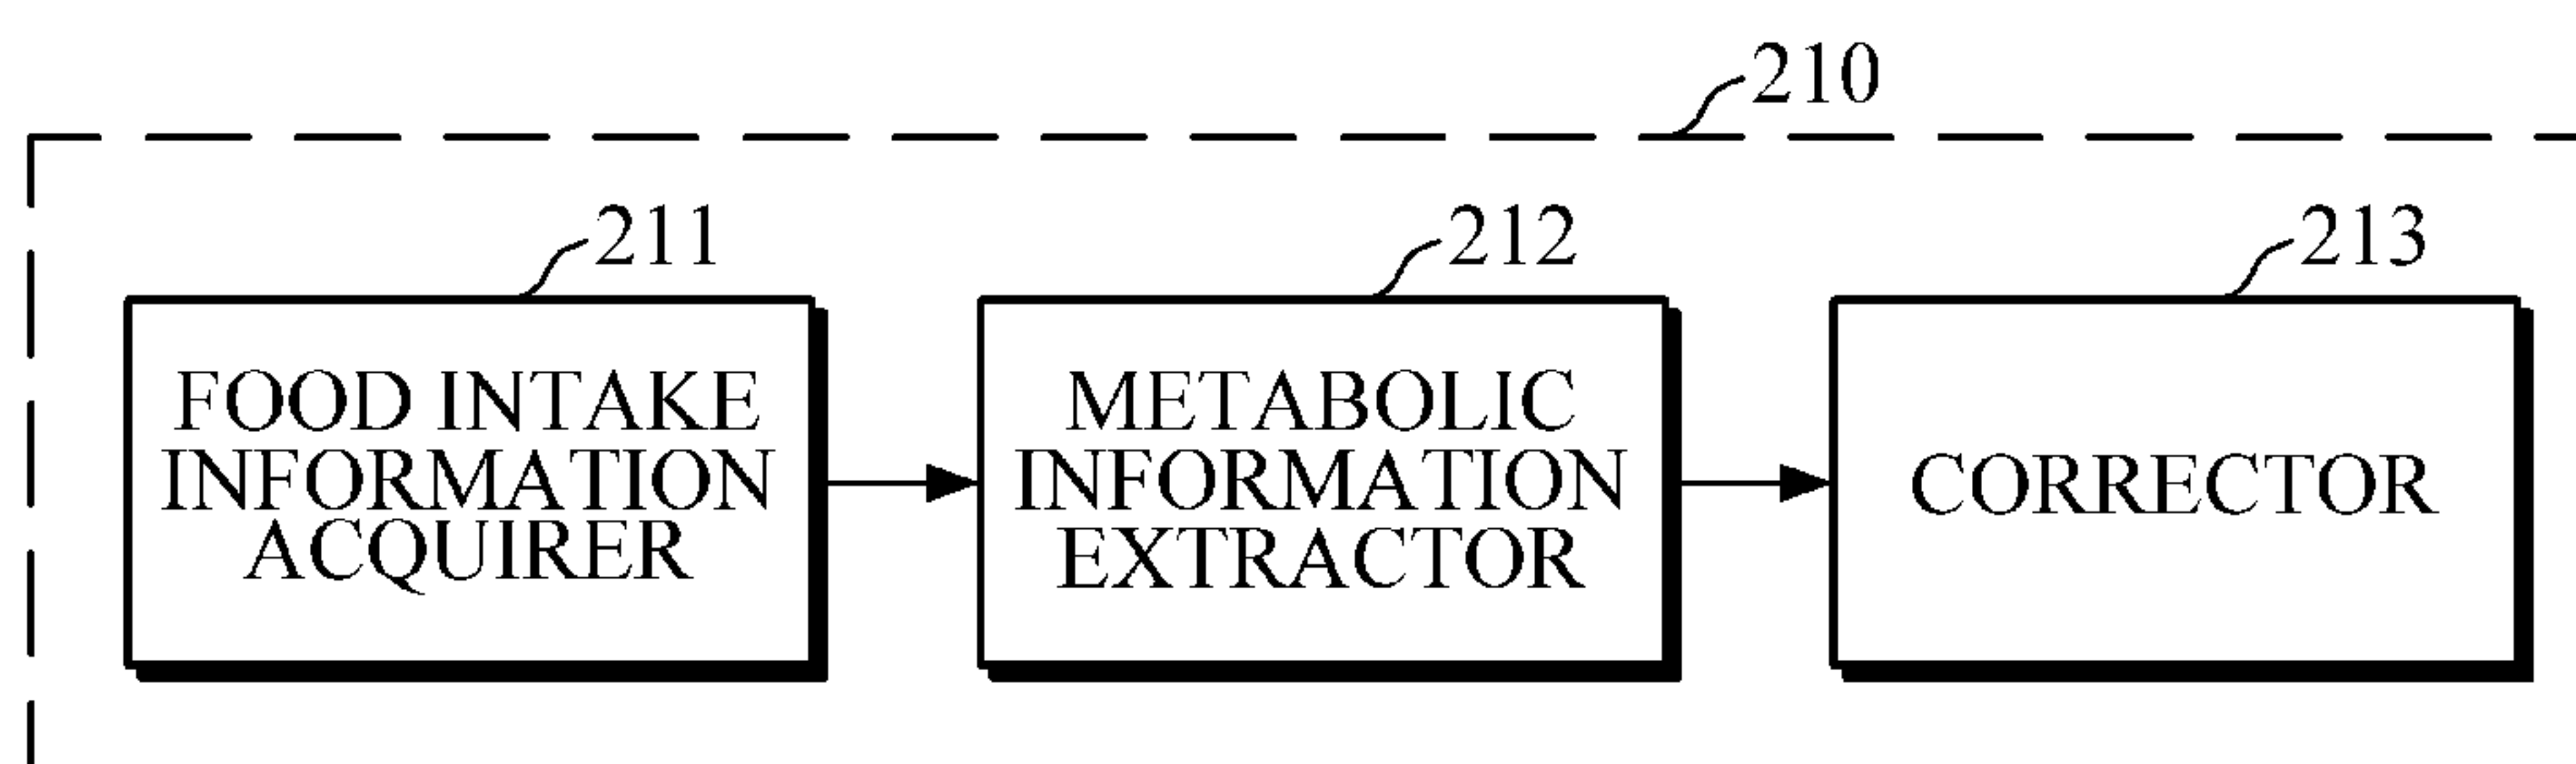 210
211
212
213
FOOD INTAKE
INFORMATION
ACQUIRER
METABOLIC
INFORMATION
EXTRACTOR
CORRECTOR